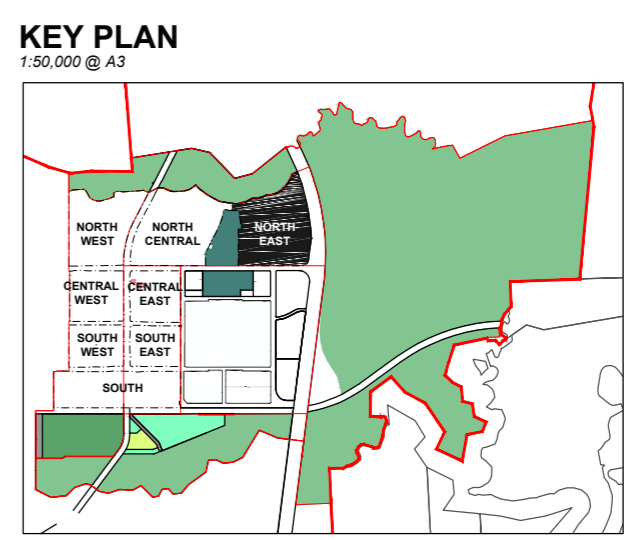 KEY PLAN
1:50,000 @ A3
NORTH
WEST
NORTH
CENTRAL
NORTH
EAST
CENTRAL
WEST
CENTRAL
EAST
SOUTH
WEST
SOUTH
EAST
SOUTH